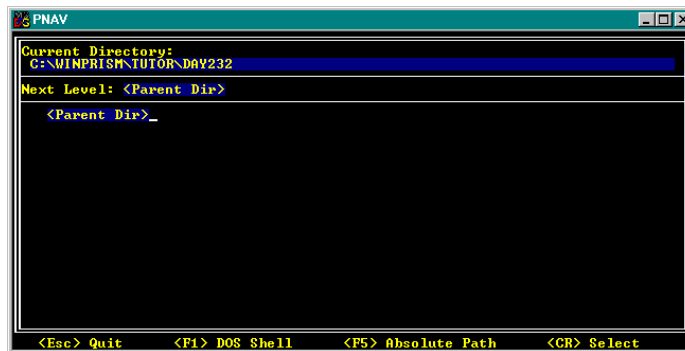 PNAV
Current Directory:
C:\WINPRISM\TUTOR\DAY232
Next Level: <Parent Dir>
<Parent Dir>_
<Esc> Quit <F1> DOS Shell <F5> Absolute Path <CR> Select